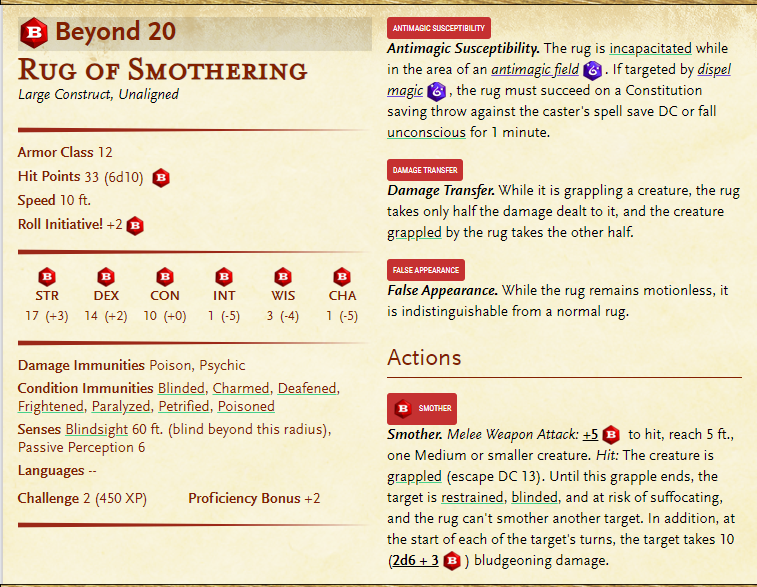 B Beyond 20
Rug of Smothering
Large Construct, Unaligned
Armor Class 12
Hit Points 33 (6d10) B
Speed 10 ft.
Roll Initiative! +2 B
B B B B B B
STR DEX CON INT WIS CHA
17 (+3) 14 (+2) 10 (+0) 1 (-5) 3 (-4) 1 (-5)
Damage Immunities Poison, Psychic
Condition Immunities Blinded, Charmed, Deafened,
Frightened, Paralyzed, Petrified, Poisoned
Senses Blindsight 60 ft. (blind beyond this radius),
Passive Perception 6
Languages --
Challenge 2 (450 XP) Proficiency Bonus +2
ANTIMAGIC SUSCEPTIBILITY
Antimagic Susceptibility. The rug is incapacitated while
in the area of an antimagic field . If targeted by dispel
magic , the rug must succeed on a Constitution
saving throw against the caster's spell save DC or fall
unconscious for 1 minute.
DAMAGE TRANSFER
Damage Transfer. While it is grappling a creature, the rug
takes only half the damage dealt to it, and the creature
grappled by the rug takes the other half.
FALSE APPEARANCE
False Appearance. While the rug remains motionless, it
is indistinguishable from a normal rug.
Actions
B SMOTHER
Smother. Melee Weapon Attack: +5 B to hit, reach 5 ft.,
one Medium or smaller creature. Hit: The creature is
grappled (escape DC 13). Until this grapple ends, the
target is restrained, blinded, and at risk of suffocating,
and the rug can't smother another target. In addition, at
the start of each of the target's turns, the target takes 10
(2d6 + 3 B ) bludgeoning damage.